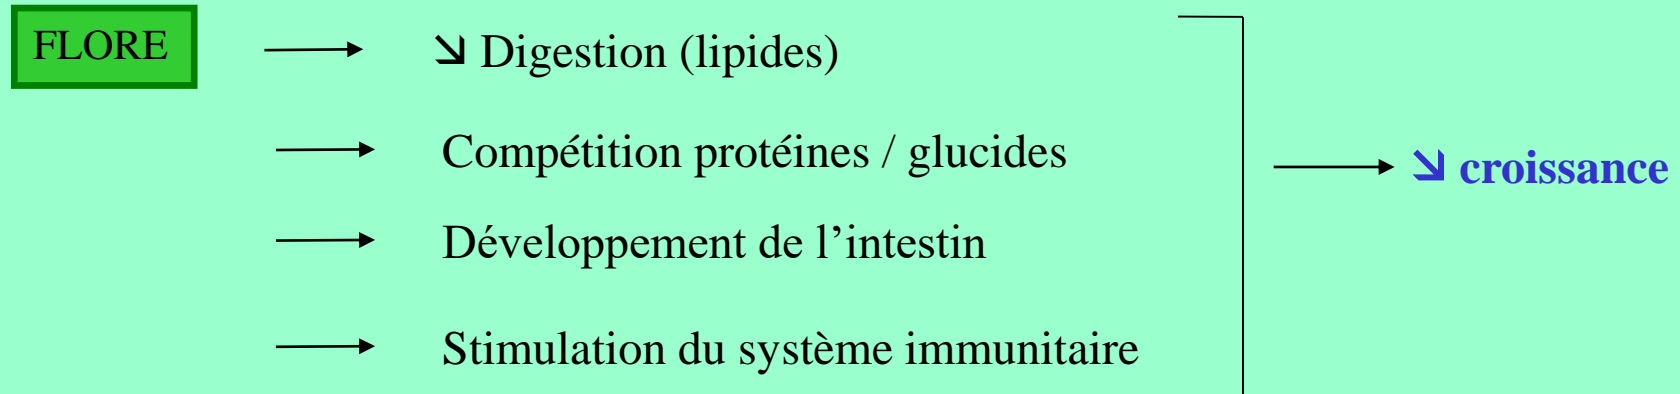 FLORE
↘ Digestion (lipides)
Compétition protéines / glucides
↘ croissance
Développement de l’intestin
Stimulation du système immunitaire